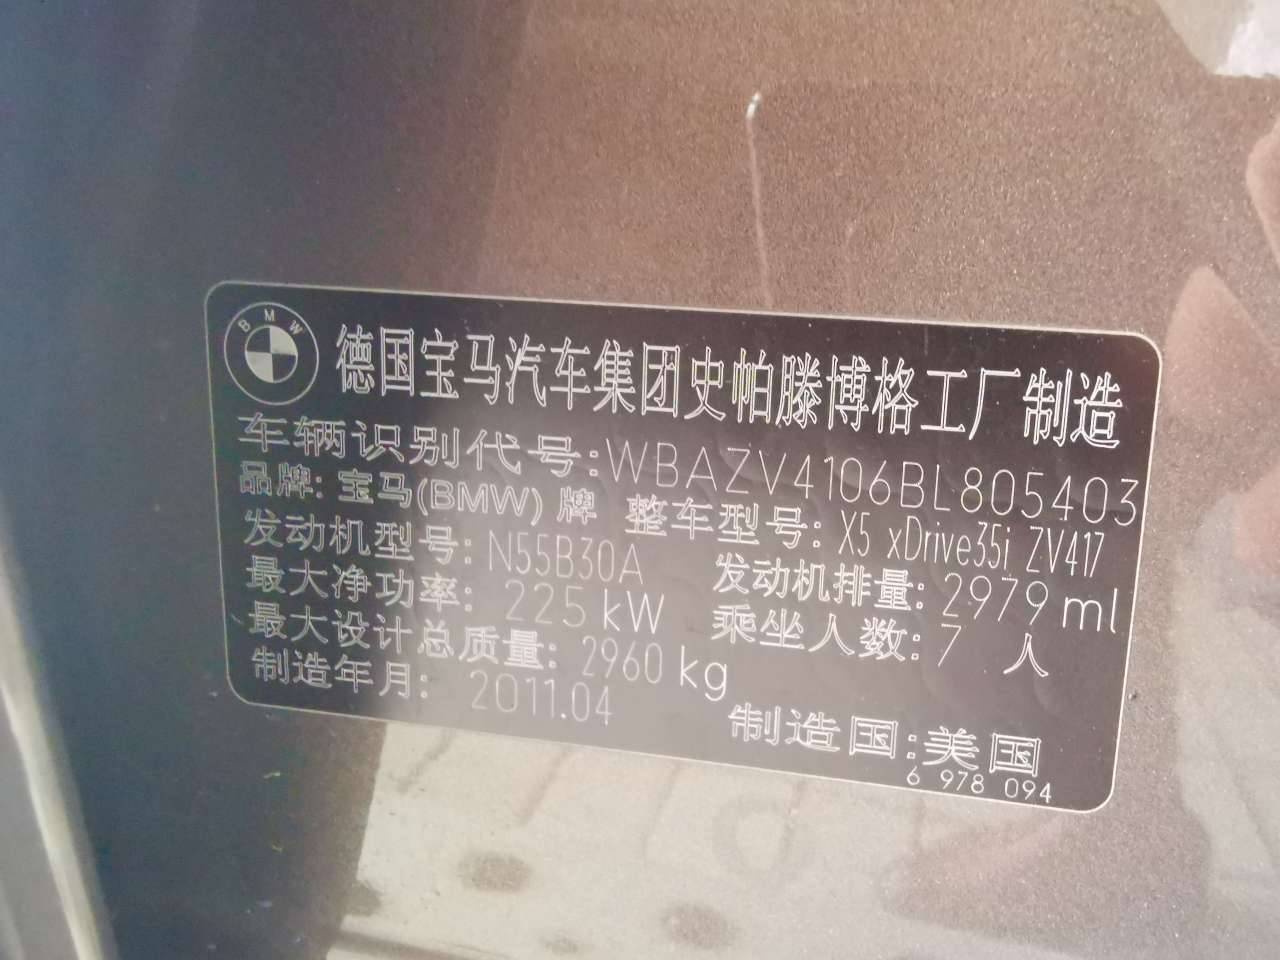 BMW
德国宝马汽车集团史帕滕博格工厂制造
车辆识别代号:WBAZV4106BL805403
品牌: 宝马(BMW) 牌 整车型号: X5 xDrive35i ZV417
发动机型号: N55B30A 发动机排量: 2979 ml
最大净功率: 225 kW 乘坐人数: 7 人
最大设计总质量: 2960 kg
制造年月: 2011.04 制造国:美国
6 978 094